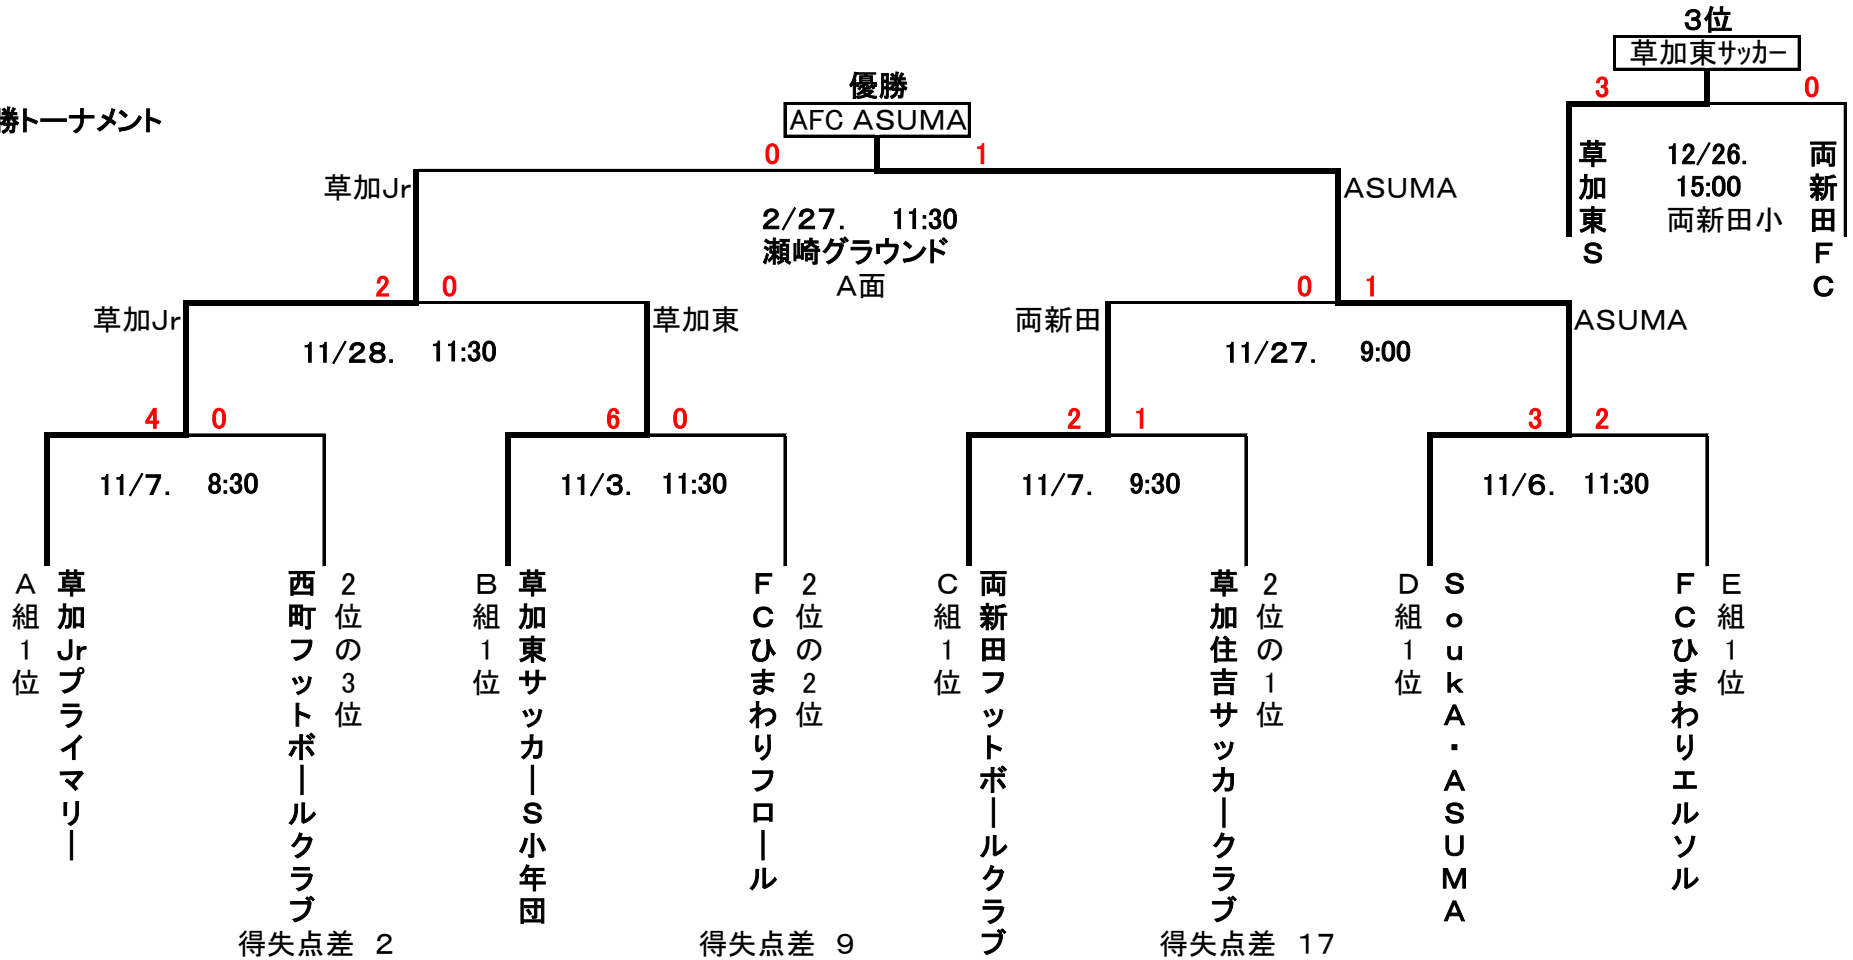 3位
草加東サッカー
3 0
草加東S
12/26.
15:00
両新田小
両新田FC
優勝
AFC ASUMA
勝トーナメント
0 1
草加Jr
ASUMA
2/27. 11:30
瀬崎グラウンド
A面
2 0
0 1
草加Jr
草加東
両新田
ASUMA
11/28. 11:30
11/27. 9:00
4 0
6 0
2 1
3 2
11/7. 8:30
11/3. 11:30
11/7. 9:30
11/6. 11:30
A組1位
草加Jrプライマリー
西町フットボールクラブ
2位の3位
B組1位
草加東サッカーS小年団
FCひまわりフロール
2位の2位
C組1位
両新田フットボールクラブ
草加住吉サッカークラブ
2位の1位
D組1位
SoukA・ASUMA
FCひまわりエルソル
E組1位
得失点差 2
得失点差 9
得失点差 17